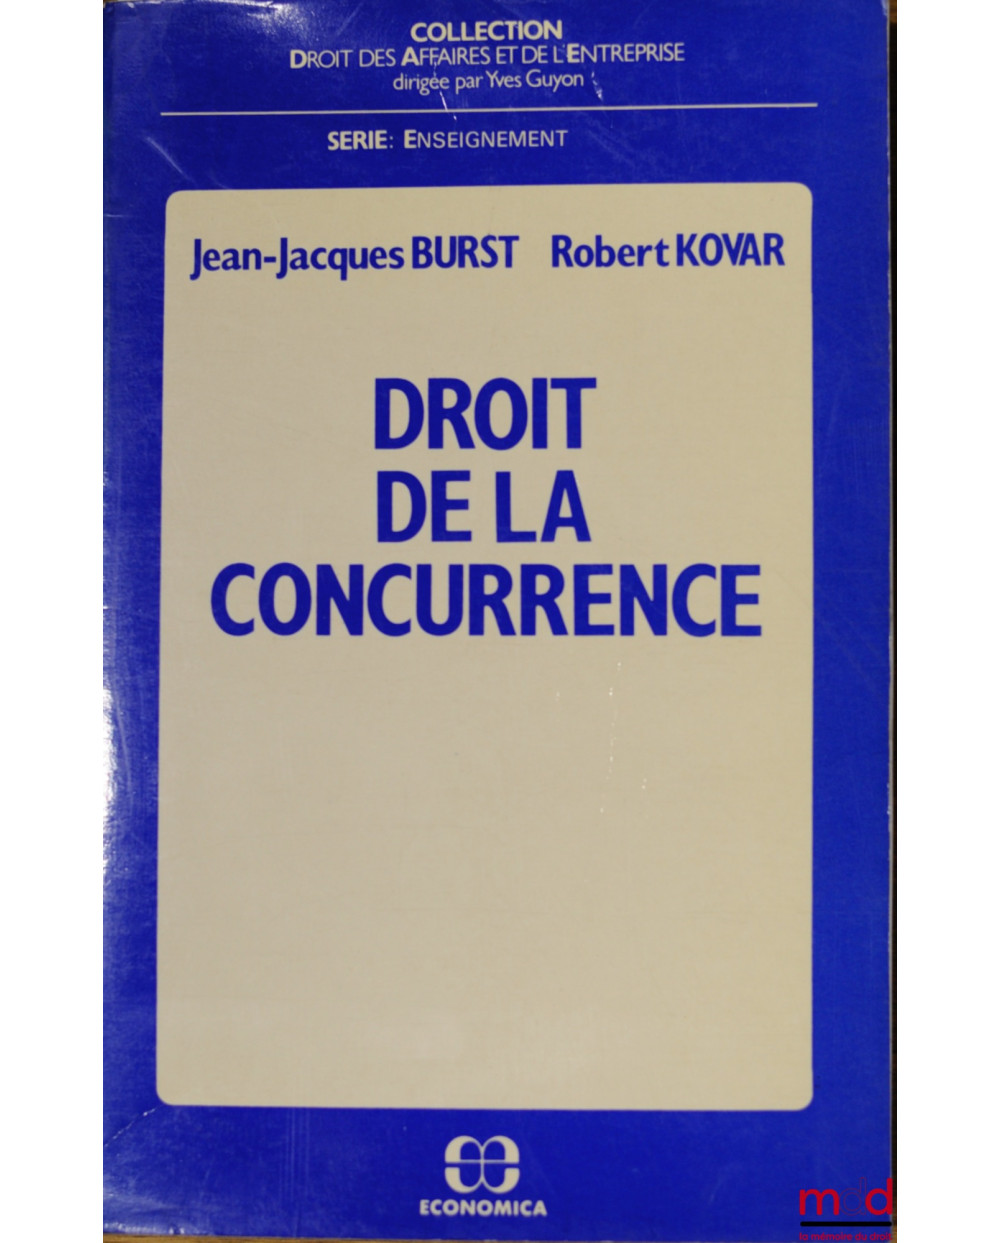 COLLECTION
DROIT DES AFFAIRES ET DE L'ENTREPRISE
dirigée par Yves Guyon
SERIE: ENSEIGNEMENT
Jean-Jacques BURST Robert KOVAR
DROIT
DE LA
CONCURRENCE
ECONOMICA
mdd
la mémoire du droit